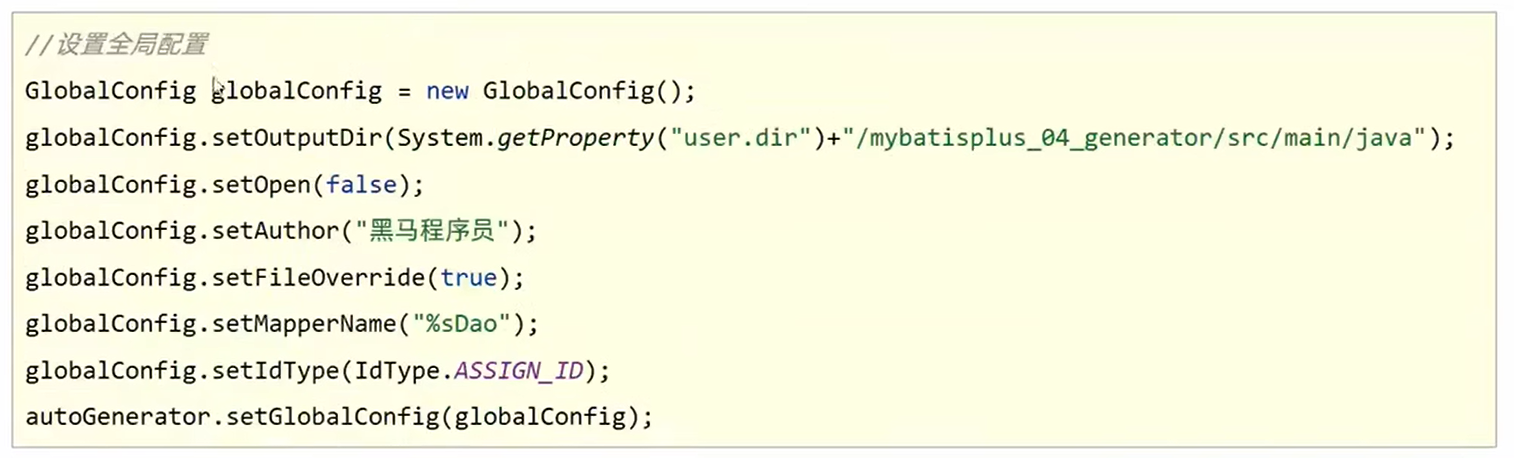 //设置全局配置
GlobalConfig globalConfig = new GlobalConfig();
globalConfig.setOutputDir(System.getProperty("user.dir")+"/mybatisplus_04_generator/src/main/java");
globalConfig.setOpen(false);
globalConfig.setAuthor("黑马程序员");
globalConfig.setFileOverride(true);
globalConfig.setMapperName("%sDao");
globalConfig.setIdType(IdType.ASSIGN_ID);
autoGenerator.setGlobalConfig(globalConfig);